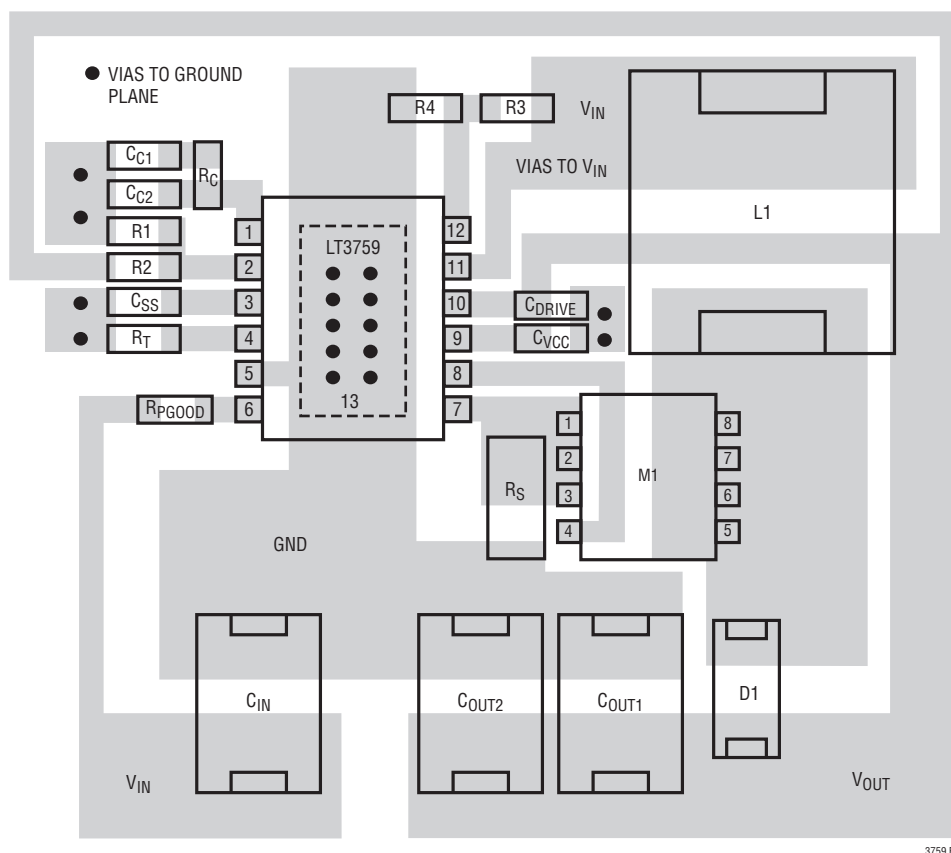 VIAS TO GROUND
PLANE
R4
R3
VIN
CC1
RC
VIAS TO VIN
CC2
L1
R1
1
LT3759
12
R2
2
11
CSS
3
10
CDRIVE
RT
4
9
CVCC
5
8
RPGOOD
6
13
7
1
8
2
7
RS
M1
3
6
4
5
GND
CIN
COUT2
COUT1
D1
VIN
VOUT